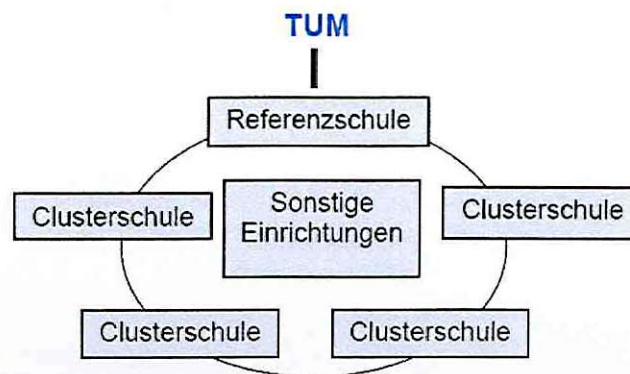 TUM
Referenzschule
Clusterschule
Sonstige
Einrichtungen
Clusterschule
Clusterschule
Clusterschule